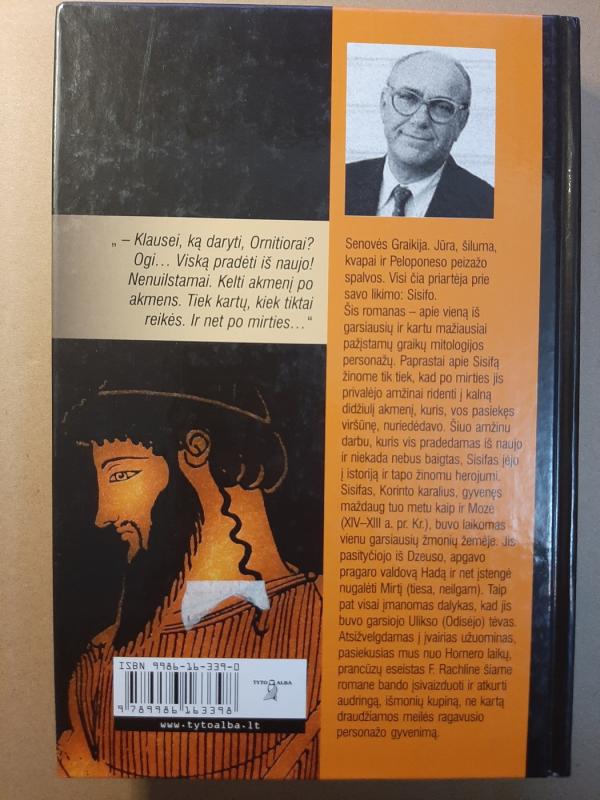 „ – Klausei, ką daryti, Ornitiorai?
Ogi... Viską pradėti iš naujo!
Nenuilstamai. Kelti akmenį po
akmens. Tiek kartų, kiek tiktai
reikės. Ir net po mirties...“
Senovės Graikija. Jūra, šiluma,
kvapai ir Peloponeso peizažo
spalvos. Visi čia priartėja prie
savo likimo: Sisifo.
Šis romanas – apie vieną iš
garsiausių ir kartu mažiausiai
pažįstamų graikų mitologijos
personažų. Paprastai apie Sisifą
žinome tik tiek, kad po mirties jis
privalėjo amžinai ridenti į kalną
didžiulį akmenį, kuris, vos pasiekęs
viršūnę, nuriedėdavo. Šiuo amžinu
darbu, kuris vis pradedamas iš naujo
ir niekada nebus baigtas, Sisifas įėjo
į istoriją ir tapo žinomu herojumi.
Sisifas, Korinto karalius, gyvenęs
maždaug tuo metu kaip ir Mozė
(XIV–XIII a. pr. Kr.), buvo laikomas
vienu garsiausių žmonių žemėje. Jis
pasityčiojo iš Dzeuso, apgavo
pragaro valdovą Hadą ir net įstengė
nugalėti Mirtį (tiesa, neilgam). Taip
pat visai įmanomas dalykas, kad jis
buvo garsiojo Ulikso (Odisėjo) tėvas.
Atsižvelgdamas į įvairias užuominas,
pasiekusias mus nuo Homero laikų,
prancūzų eseistas F. Rachline šiame
romane bando įsivaizduoti ir atkurti
audringą, išmonių kupiną, ne kartą
draudžiamos meilės ragavusio
personažo gyvenimą.
ISBN 9986-16-339-0
TYTO ALBA
9 789986 163398
www.tytoalba.lt